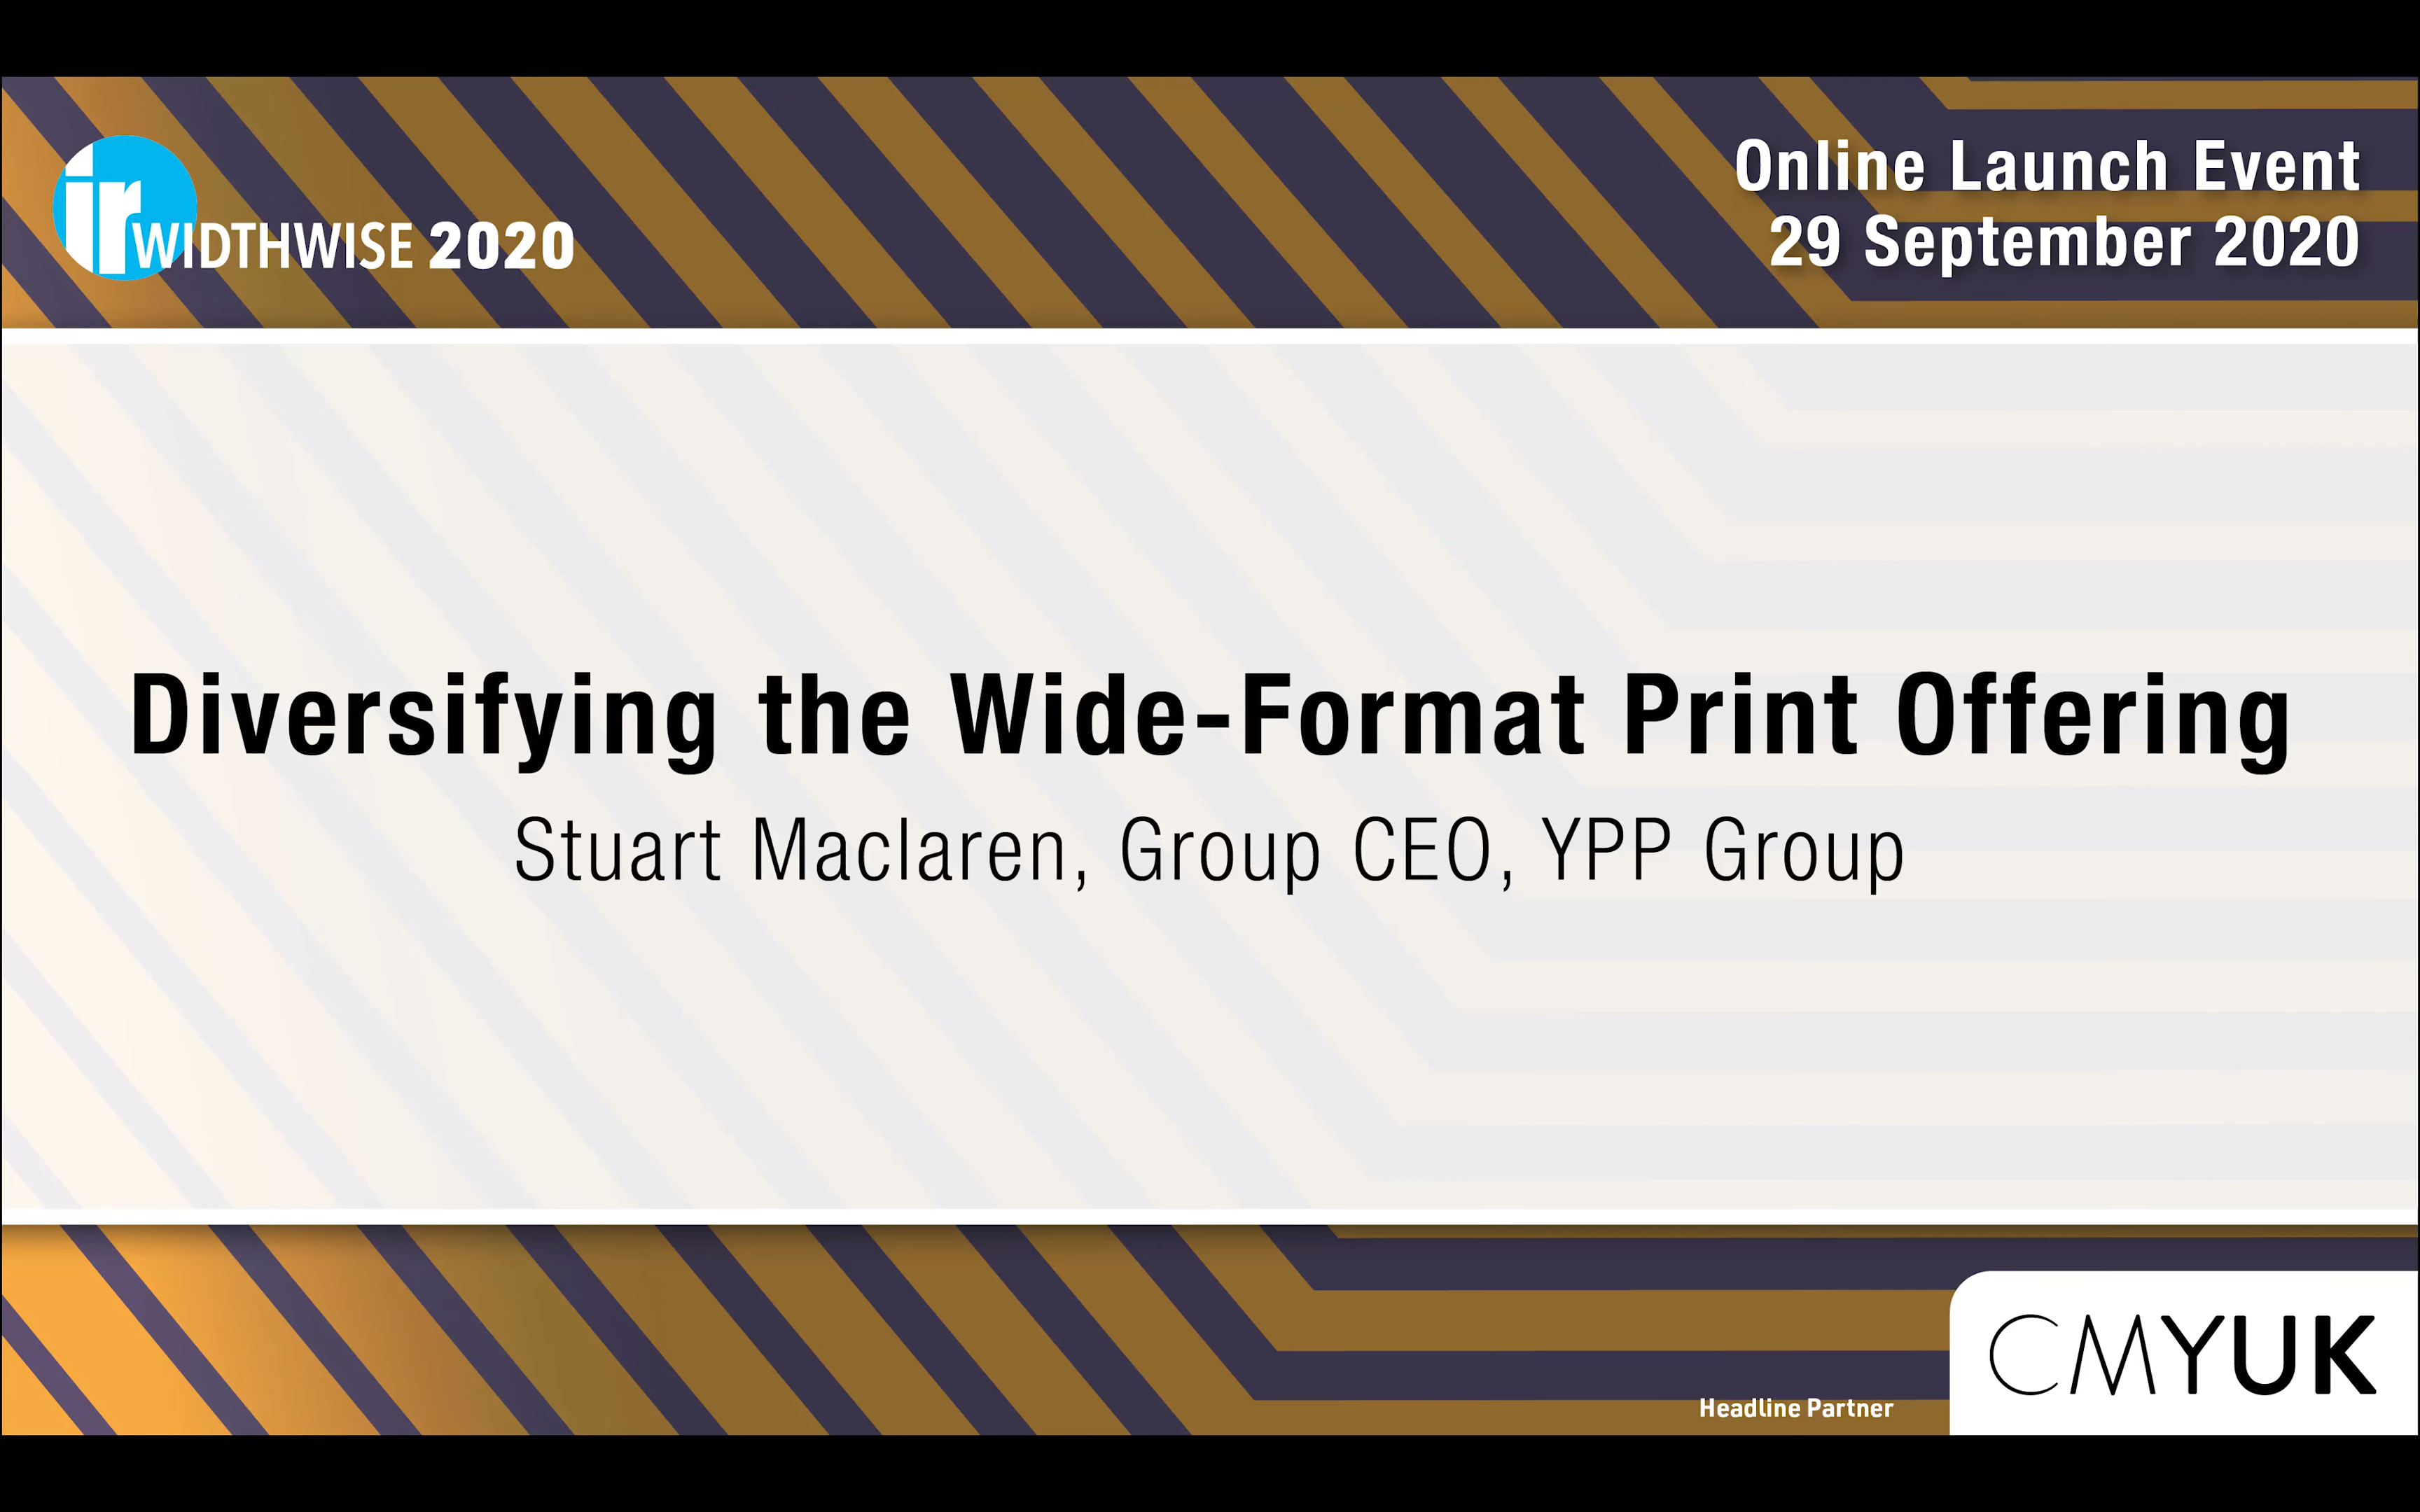 ir
WIDTHWISE 2020
Online Launch Event
29 September 2020
Diversifying the Wide-Format Print Offering
Stuart Maclaren, Group CEO, YPP Group
Headline Partner
CMYUK